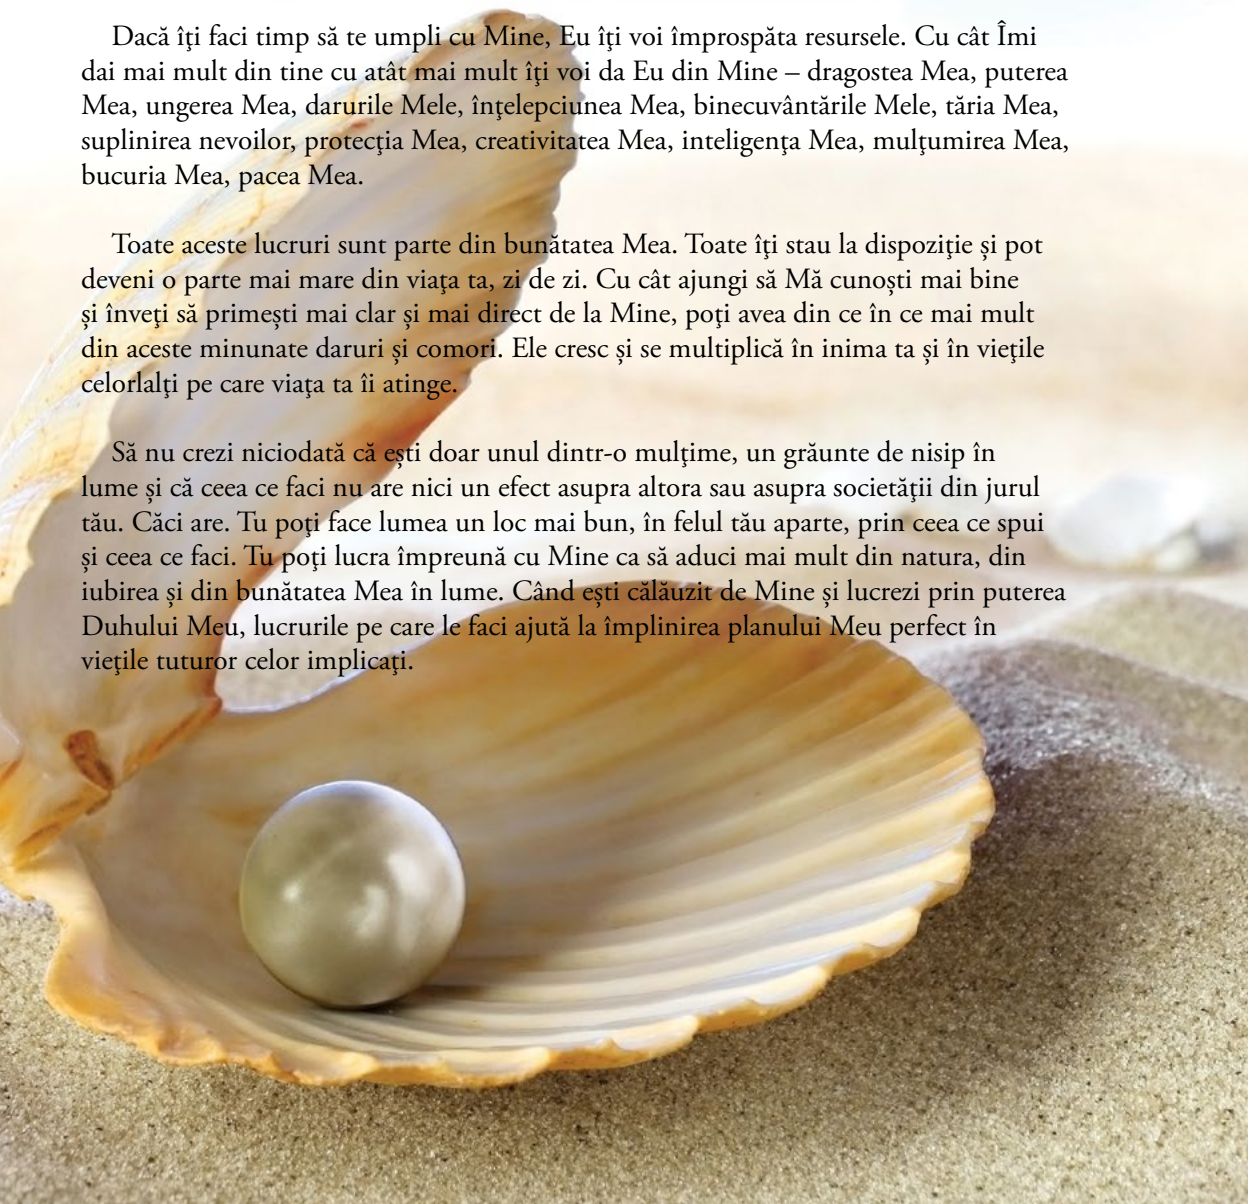 Dacă îţi faci timp să te umpli cu Mine, Eu îţi voi împrospăta resursele. Cu cât Îmi
dai mai mult din tine cu atât mai mult îţi voi da Eu din Mine – dragostea Mea, puterea
Mea, ungerea Mea, darurile Mele, înţelepciunea Mea, binecuvântările Mele, tăria Mea,
suplinirea nevoilor, protecţia Mea, creativitatea Mea, inteligenţa Mea, mulţumirea Mea,
bucuria Mea, pacea Mea.
Toate aceste lucruri sunt parte din bunătatea Mea. Toate îţi stau la dispoziţie și pot
deveni o parte mai mare din viaţa ta, zi de zi. Cu cât ajungi să Mă cunoști mai bine
și înveţi să primești mai clar și mai direct de la Mine, poţi avea din ce în ce mai mult
din aceste minunate daruri și comori. Ele cresc și se multiplică în inima ta și în vieţile
celorlalţi pe care viaţa ta îi atinge.
Să nu crezi niciodată că ești doar unul dintr-o mulţime, un grăunte de nisip în
lume și că ceea ce faci nu are nici un efect asupra altora sau asupra societăţii din jurul
tău. Căci are. Tu poţi face lumea un loc mai bun, în felul tău aparte, prin ceea ce spui
și ceea ce faci. Tu poţi lucra împreună cu Mine ca să aduci mai mult din natura, din
iubirea și din bunătatea Mea în lume. Când ești călăuzit de Mine și lucrezi prin puterea
Duhului Meu, lucrurile pe care le faci ajută la împlinirea planului Meu perfect în
vieţile tuturor celor implicaţi.